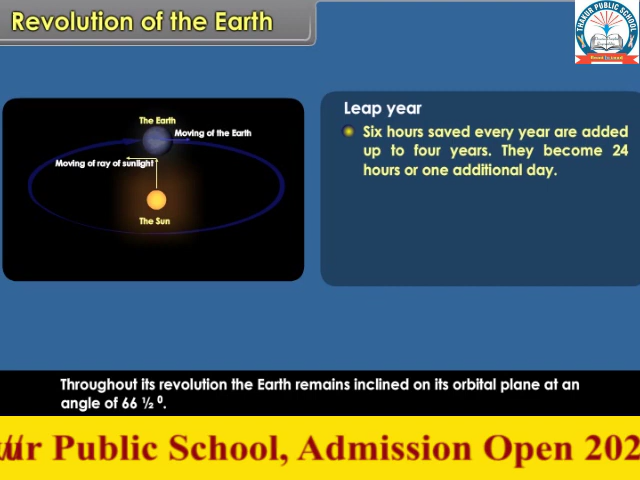 Revolution of the Earth
THAKUR PUBLIC SCHOOL
The Earth
Moving of the Earth
Moving of ray of sunlight
The Sun
Leap year
Six hours saved every year are added
up to four years. They become 24
hours or one additional day.
Throughout its revolution the Earth remains inclined on its orbital plane at an
angle of 66 ½ ⁰.
ur Public School, Admission Open 202